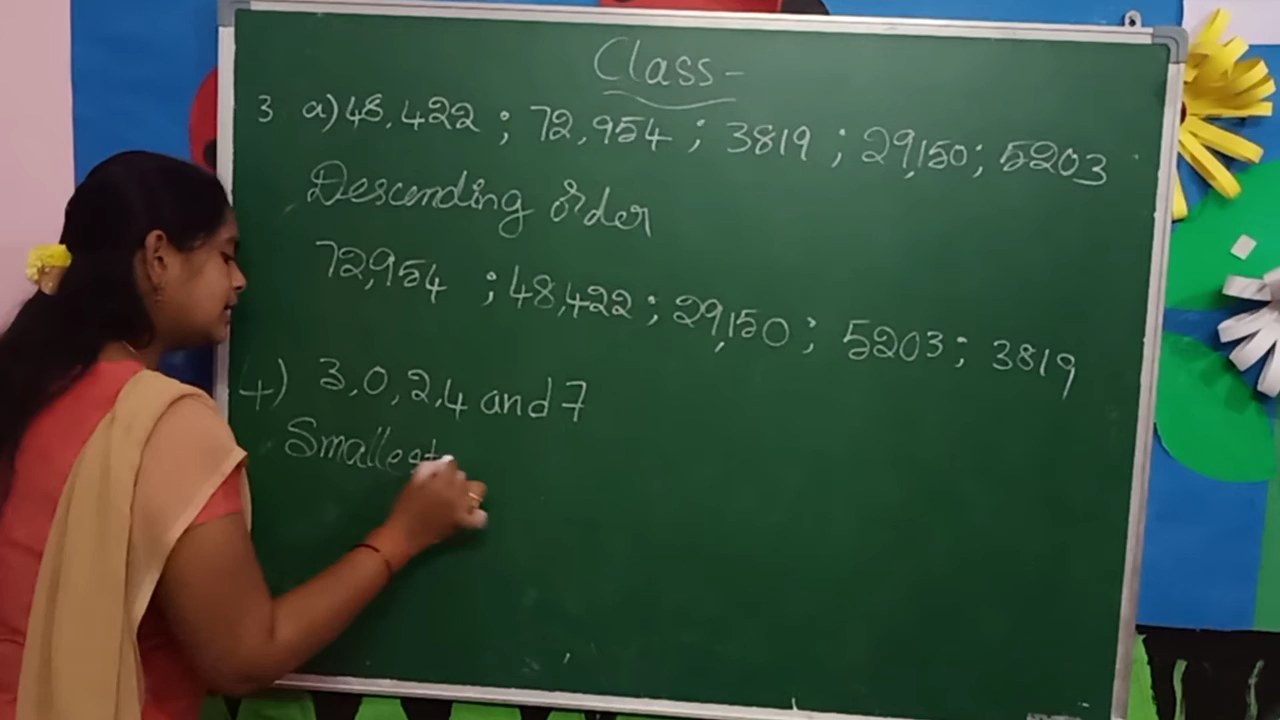 Class-
3 a) 48,422 ; 72,954 ; 3819 ; 29,150 ; 5203
Descending order
72,954 ; 48,422 ; 29,150 ; 5203 ; 3819
4) 3,0,2,4 and 7
Smallest